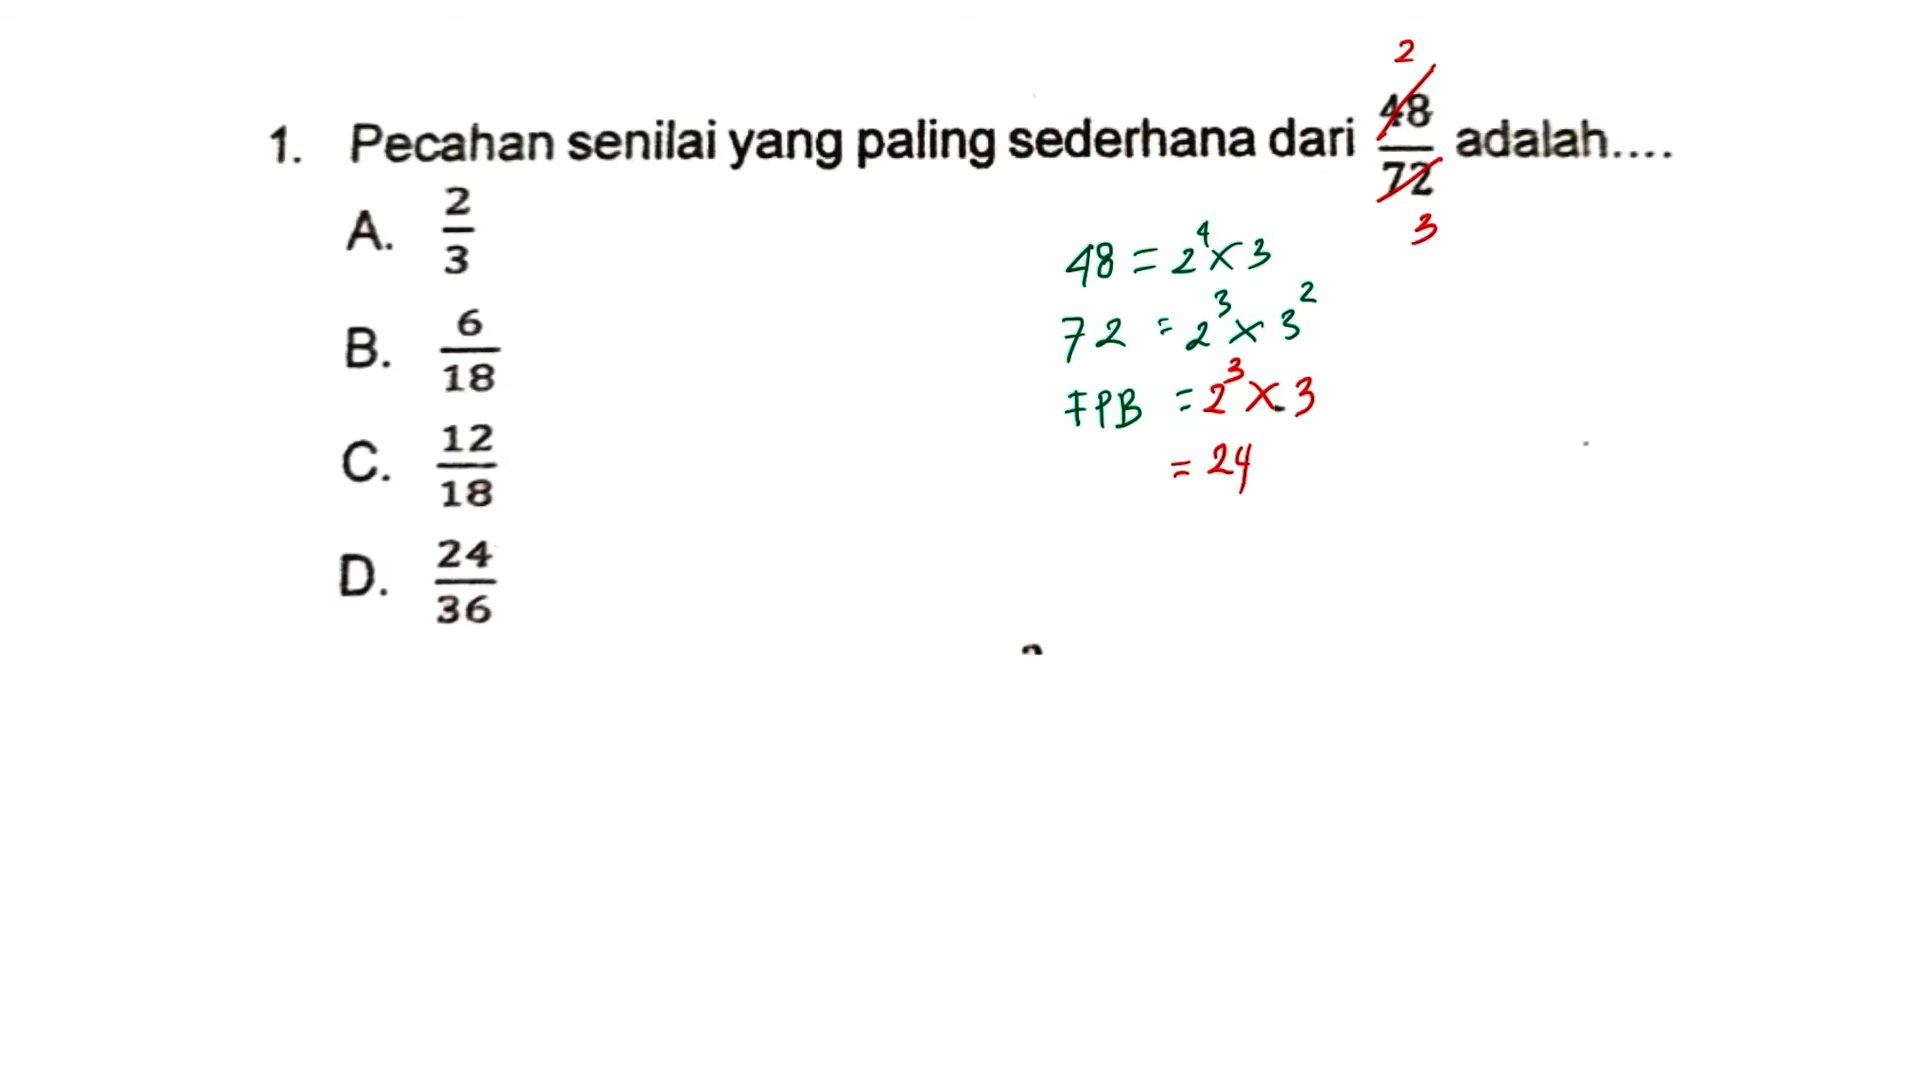 1. Pecahan senilai yang paling sederhana dari 48/72 adalah....
2
3
A. 2/3
B. 6/18
C. 12/18
D. 24/36
48 = 2⁴ × 3
72 = 2³ × 3²
FPB = 2³ × 3
= 24